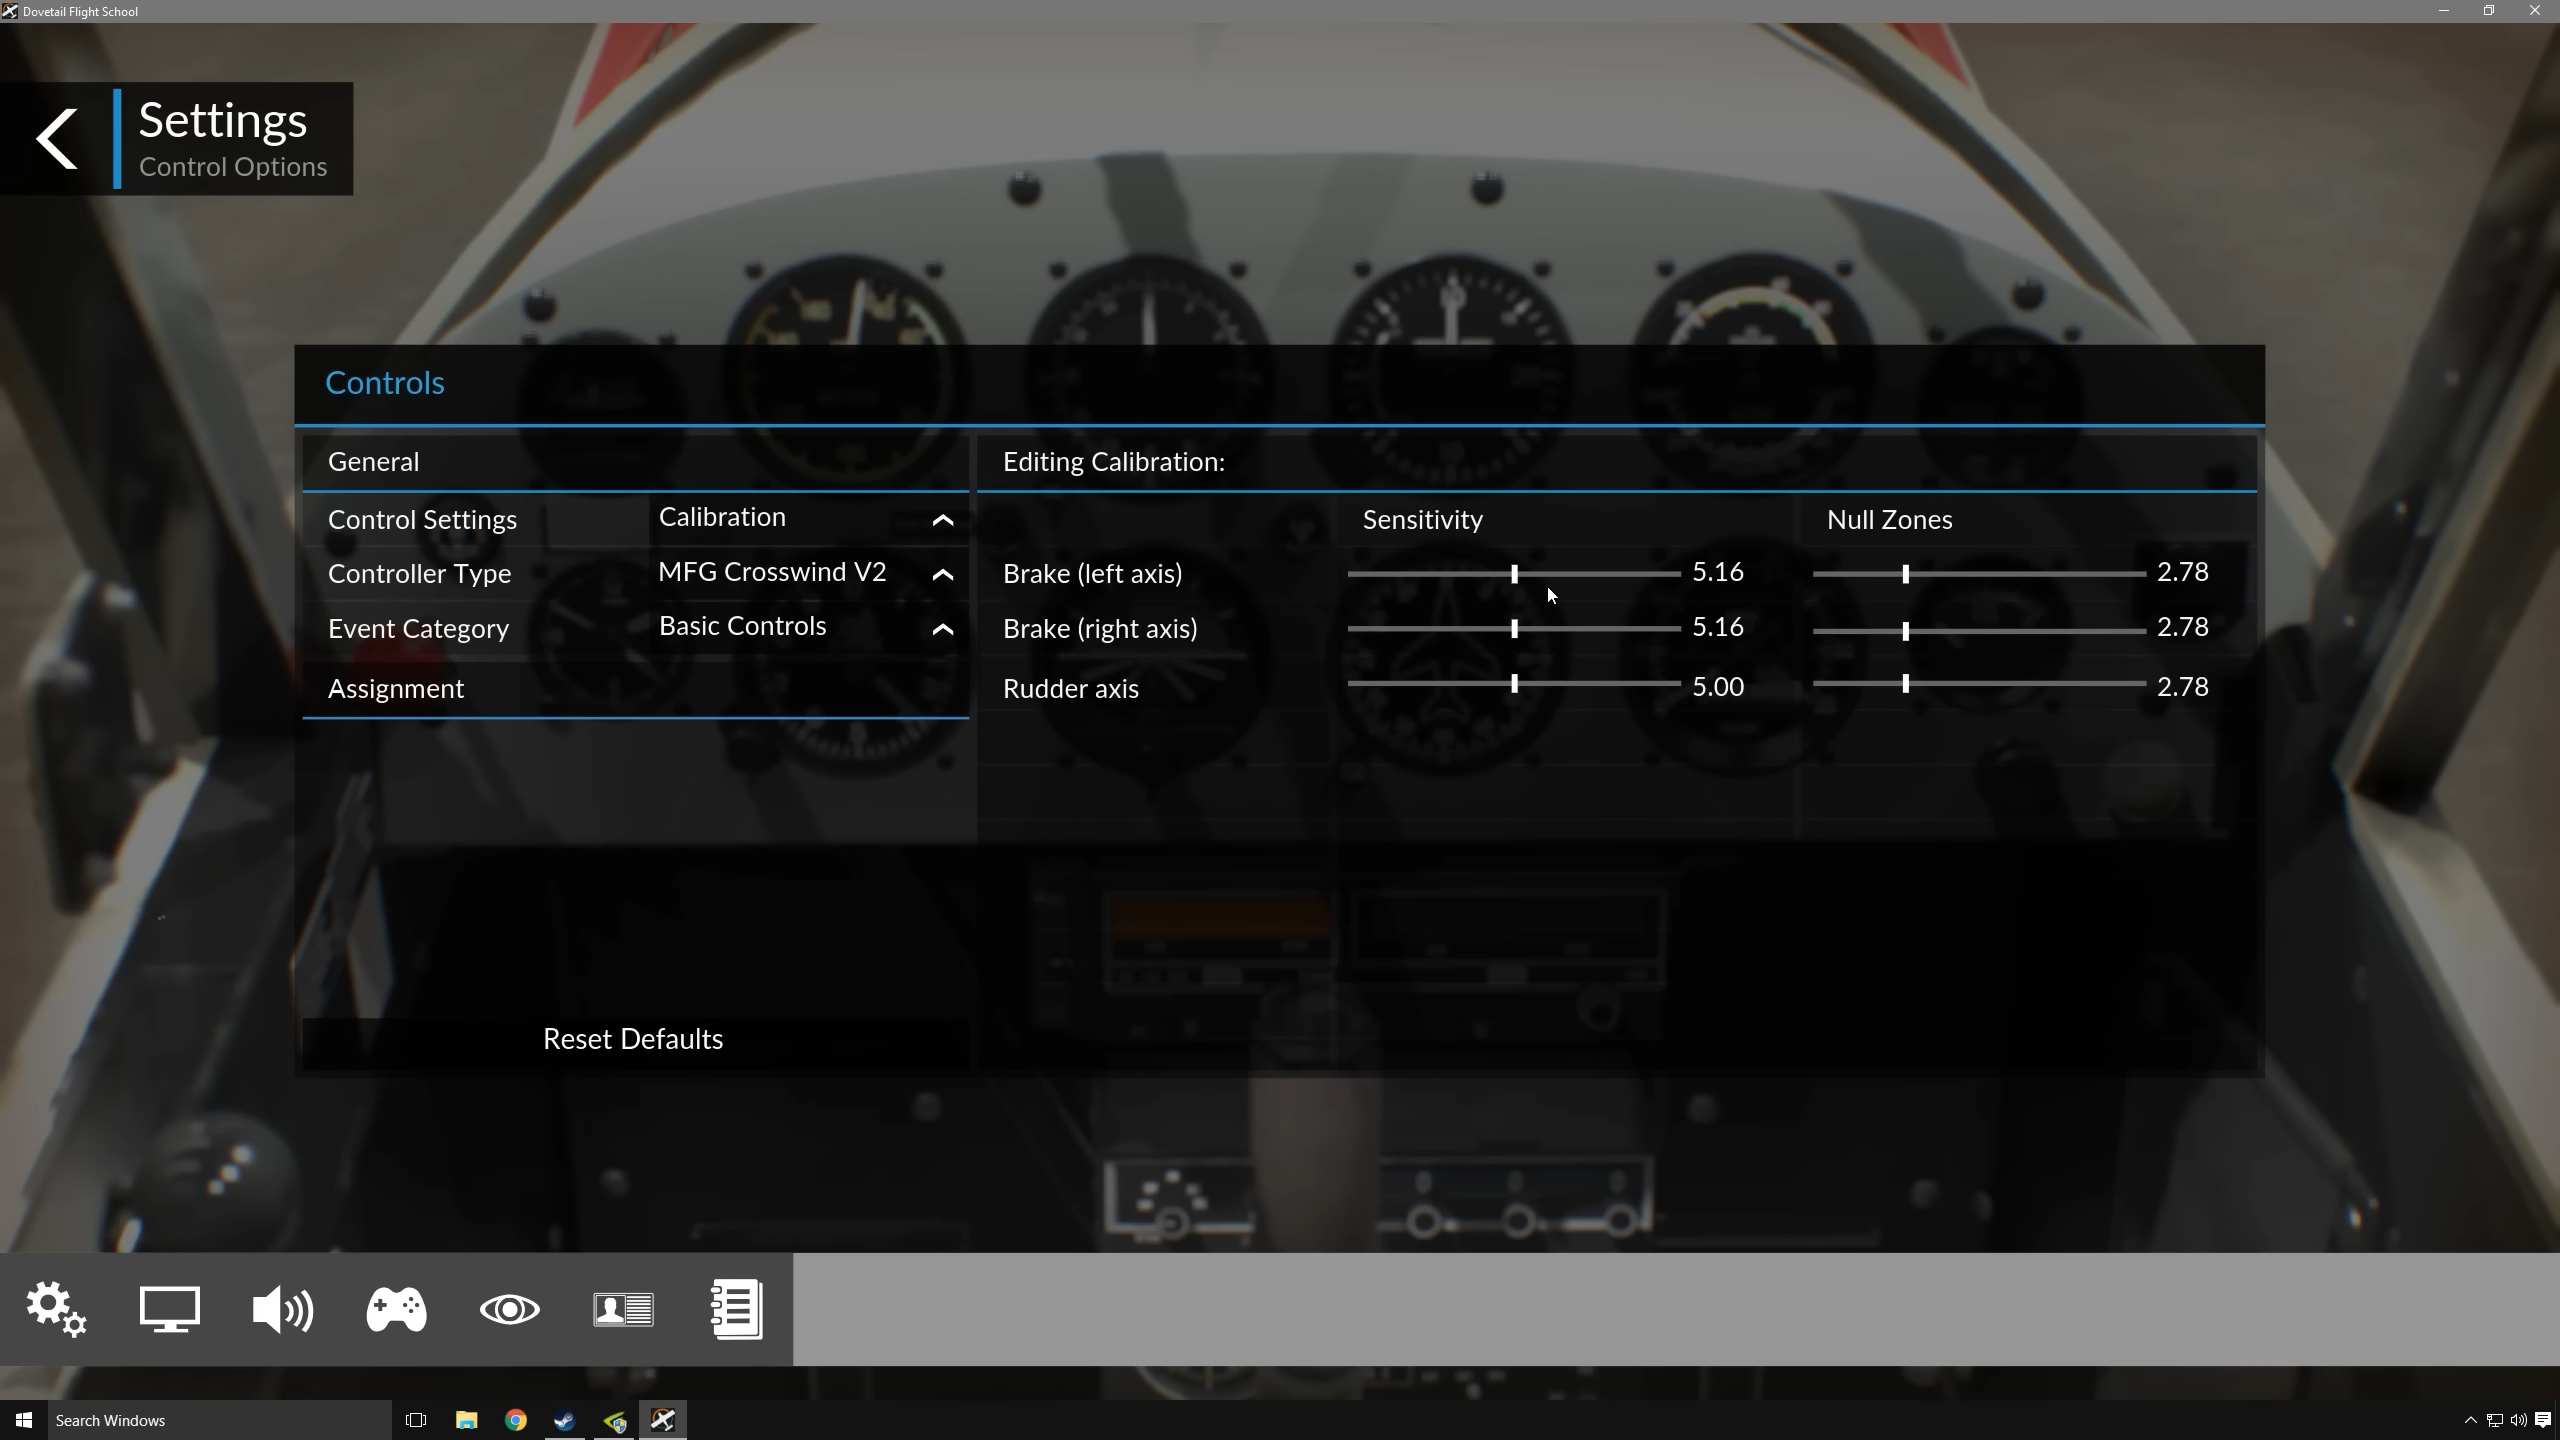 Dovetail Flight School
Settings
Control Options
Controls
General
Control Settings Calibration
Controller Type MFG Crosswind V2
Event Category Basic Controls
Assignment
Reset Defaults
Editing Calibration:
Sensitivity Null Zones
Brake (left axis) 5.16 2.78
Brake (right axis) 5.16 2.78
Rudder axis 5.00 2.78
Search Windows